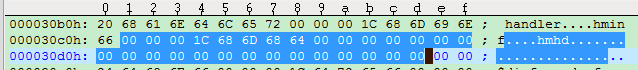 0 1 2 3 4 5 6 7 8 9 a b c d e f
000030b0h: 20 68 61 6E 64 6C 65 72 00 00 00 1C 68 6D 69 6E ; handler....hmin
000030c0h: 66 00 00 00 00 1C 68 6D 68 64 00 00 00 00 00 00 ; f....hmhd......
000030d0h: 00 00 00 00 00 00 00 00 00 00 00 00 00 00 00 00 ; ................